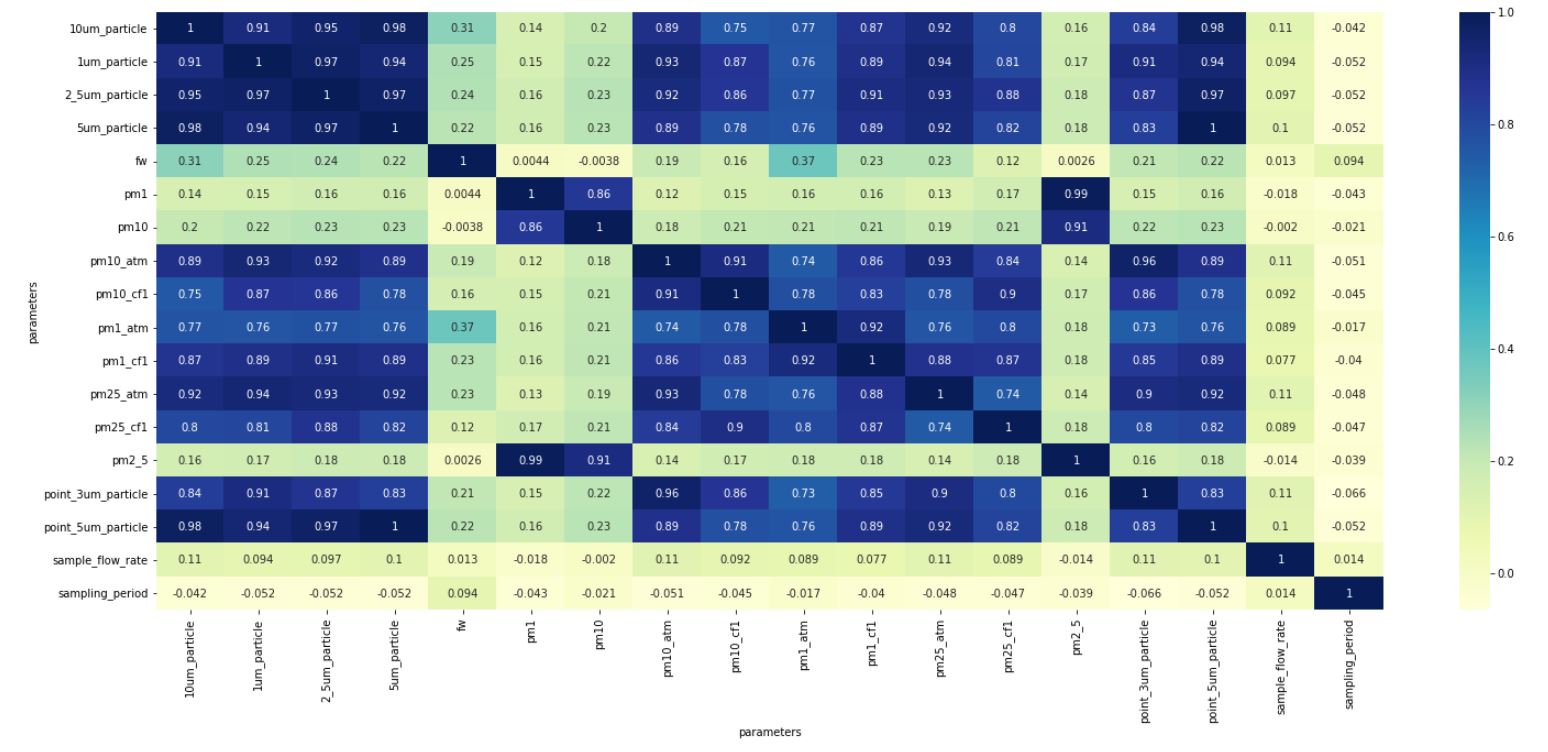 10um_particle 1 0.91 0.95 0.98 0.31 0.14 0.2 0.89 0.75 0.77 0.87 0.92 0.8 0.16 0.84 0.98 0.11 -0.042 1.0
1um_particle 0.91 1 0.97 0.94 0.25 0.15 0.22 0.93 0.87 0.76 0.89 0.94 0.81 0.17 0.91 0.94 0.094 -0.052
2_5um_particle 0.95 0.97 1 0.97 0.24 0.16 0.23 0.92 0.86 0.77 0.91 0.93 0.88 0.18 0.87 0.97 0.097 -0.052
5um_particle 0.98 0.94 0.97 1 0.22 0.16 0.23 0.89 0.78 0.76 0.89 0.92 0.82 0.18 0.83 1 0.1 -0.052 0.8
fw 0.31 0.25 0.24 0.22 1 0.0044 -0.0038 0.19 0.16 0.37 0.23 0.23 0.12 0.0026 0.21 0.22 0.013 0.094
pm1 0.14 0.15 0.16 0.16 0.0044 1 0.86 0.12 0.15 0.16 0.16 0.13 0.17 0.99 0.15 0.16 -0.018 -0.043
pm10 0.2 0.22 0.23 0.23 -0.0038 0.86 1 0.18 0.21 0.21 0.21 0.19 0.21 0.91 0.22 0.23 -0.002 -0.021 0.6
pm10_atm 0.89 0.93 0.92 0.89 0.19 0.12 0.18 1 0.91 0.74 0.86 0.93 0.84 0.14 0.96 0.89 0.11 -0.051
parameters
pm10_cf1 0.75 0.87 0.86 0.78 0.16 0.15 0.21 0.91 1 0.78 0.83 0.78 0.9 0.17 0.86 0.78 0.092 -0.045
pm1_atm 0.77 0.76 0.77 0.76 0.37 0.16 0.21 0.74 0.78 1 0.92 0.76 0.8 0.18 0.73 0.76 0.089 -0.017
pm1_cf1 0.87 0.89 0.91 0.89 0.23 0.16 0.21 0.86 0.83 0.92 1 0.88 0.87 0.18 0.85 0.89 0.077 -0.04 0.4
pm25_atm 0.92 0.94 0.93 0.92 0.23 0.13 0.19 0.93 0.78 0.76 0.88 1 0.74 0.14 0.9 0.92 0.11 -0.048
pm25_cf1 0.8 0.81 0.88 0.82 0.12 0.17 0.21 0.84 0.9 0.8 0.87 0.74 1 0.18 0.8 0.82 0.089 -0.047
pm2_5 0.16 0.17 0.18 0.18 0.0026 0.99 0.91 0.14 0.17 0.18 0.18 0.14 0.18 1 0.16 0.18 -0.014 -0.039 0.2
point_3um_particle 0.84 0.91 0.87 0.83 0.21 0.15 0.22 0.96 0.86 0.73 0.85 0.9 0.8 0.16 1 0.83 0.11 -0.066
point_5um_particle 0.98 0.94 0.97 1 0.22 0.16 0.23 0.89 0.78 0.76 0.89 0.92 0.82 0.18 0.83 1 0.1 -0.052
sample_flow_rate 0.11 0.094 0.097 0.1 0.013 -0.018 -0.002 0.11 0.092 0.089 0.077 0.11 0.089 -0.014 0.11 0.1 1 0.014 0.0
sampling_period -0.042 -0.052 -0.052 -0.052 0.094 -0.043 -0.021 -0.051 -0.045 -0.017 -0.04 -0.048 -0.047 -0.039 -0.066 -0.052 0.014 1
10um_particle 1um_particle 2_5um_particle 5um_particle fw pm1 pm10 pm10_atm pm10_cf1 pm1_atm pm1_cf1 pm25_atm pm25_cf1 pm2_5 point_3um_particle point_5um_particle sample_flow_rate sampling_period
parameters